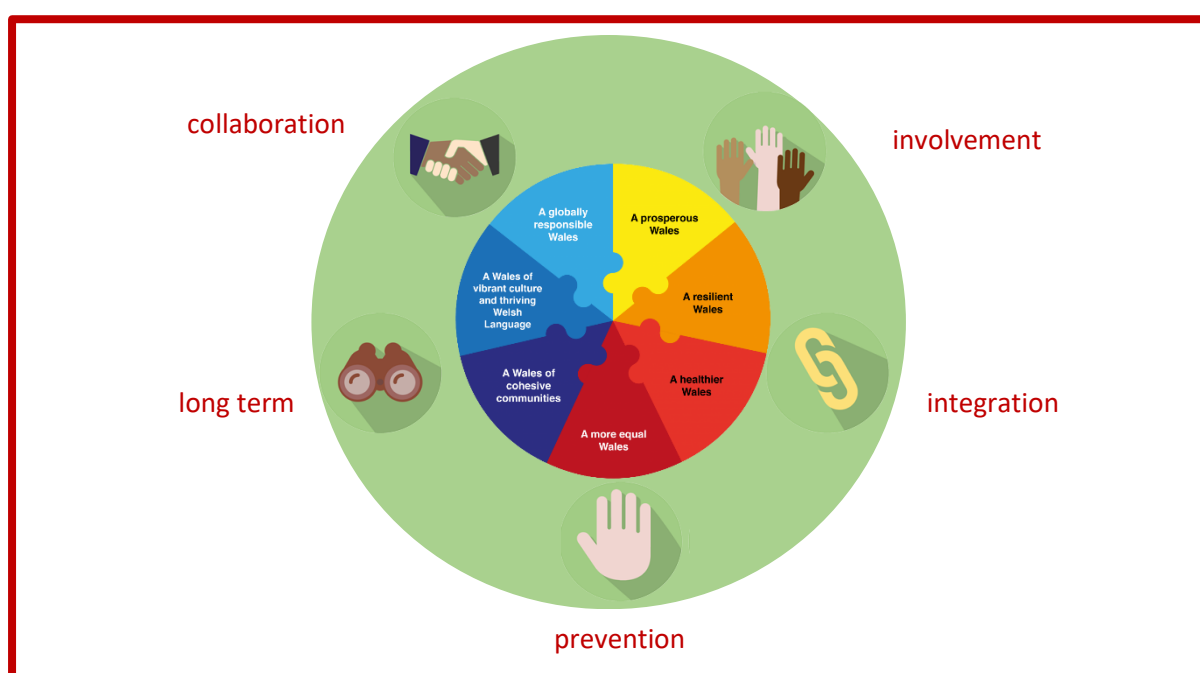 collaboration
involvement
A globally
responsible
Wales
A prosperous
Wales
A Wales of
vibrant culture
and thriving
Welsh
Language
A resilient
Wales
A Wales of
cohesive
communities
A healthier
Wales
long term
integration
A more equal
Wales
prevention